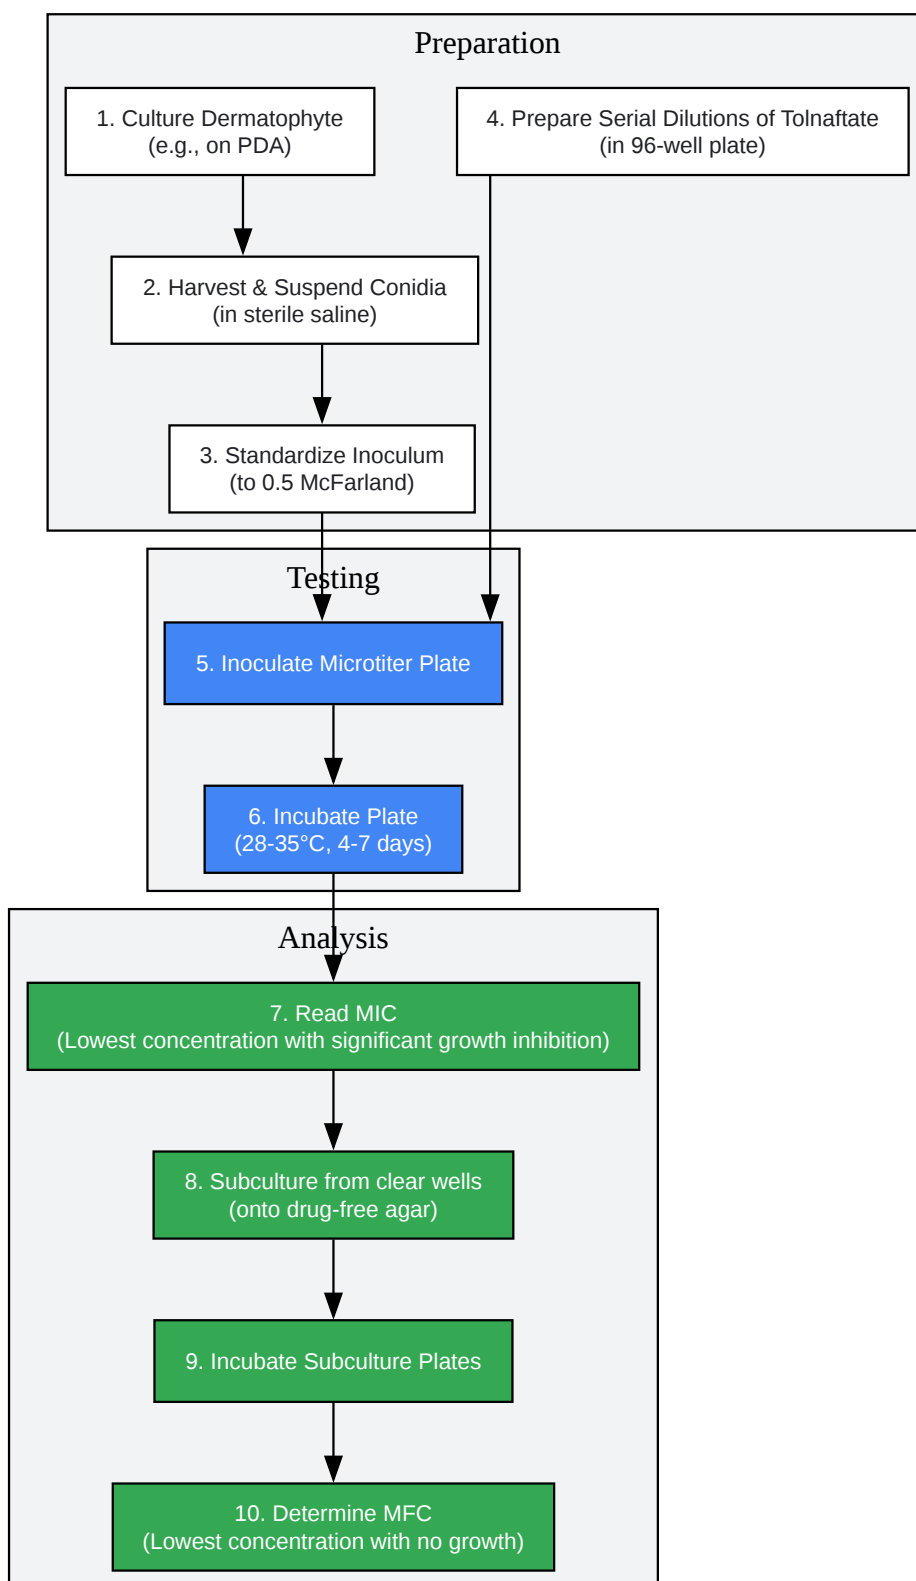 Preparation
1. Culture Dermatophyte
(e.g., on PDA)
4. Prepare Serial Dilutions of Tolnaftate
(in 96-well plate)
2. Harvest & Suspend Conidia
(in sterile saline)
3. Standardize Inoculum
(to 0.5 McFarland)
Testing
5. Inoculate Microtiter Plate
6. Incubate Plate
(28-35°C, 4-7 days)
Analysis
7. Read MIC
(Lowest concentration with significant growth inhibition)
8. Subculture from clear wells
(onto drug-free agar)
9. Incubate Subculture Plates
10. Determine MFC
(Lowest concentration with no growth)